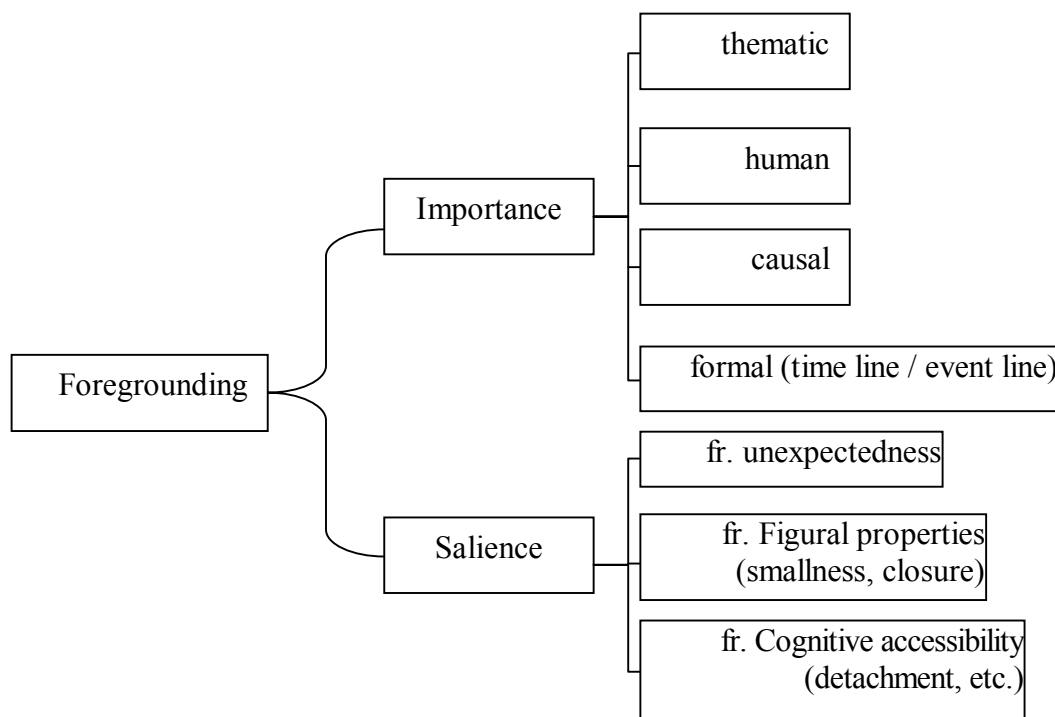 thematic
human
Importance
causal
formal (time line / event line)
Foregrounding
fr. unexpectedness
Salience
fr. Figural properties
(smallness, closure)
fr. Cognitive accessibility
(detachment, etc.)